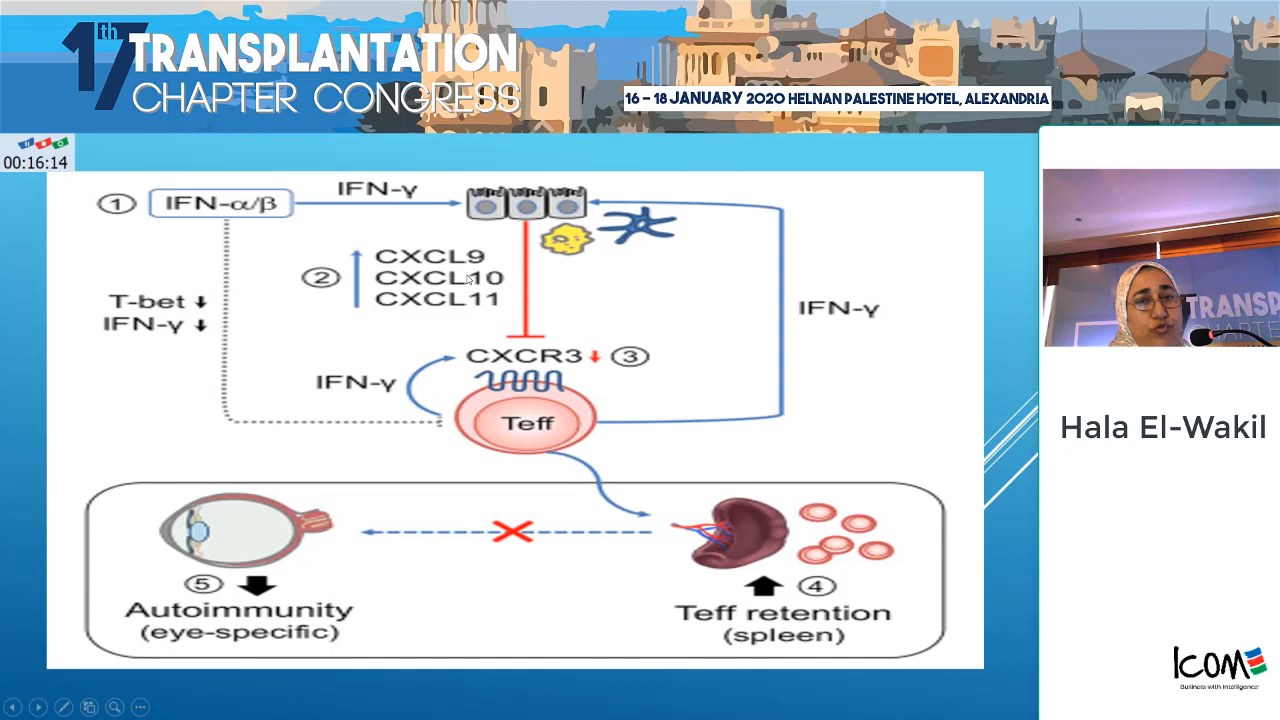 17th TRANSPLANTATION
CHAPTER CONGRESS
16 – 18 JANUARY 2020 HELNAN PALESTINE HOTEL, ALEXANDRIA
00:16:14
① IFN-α/β
IFN-γ
② CXCL9
CXCL10
CXCL11
T-bet
IFN-γ
IFN-γ
CXCR3 ③
IFN-γ
Teff
⑤
Autoimmunity
(eye-specific)
④
Teff retention
(spleen)
TRANSPL
CHAPTER
Hala El-Wakil
ICOM
Business with Intelligence